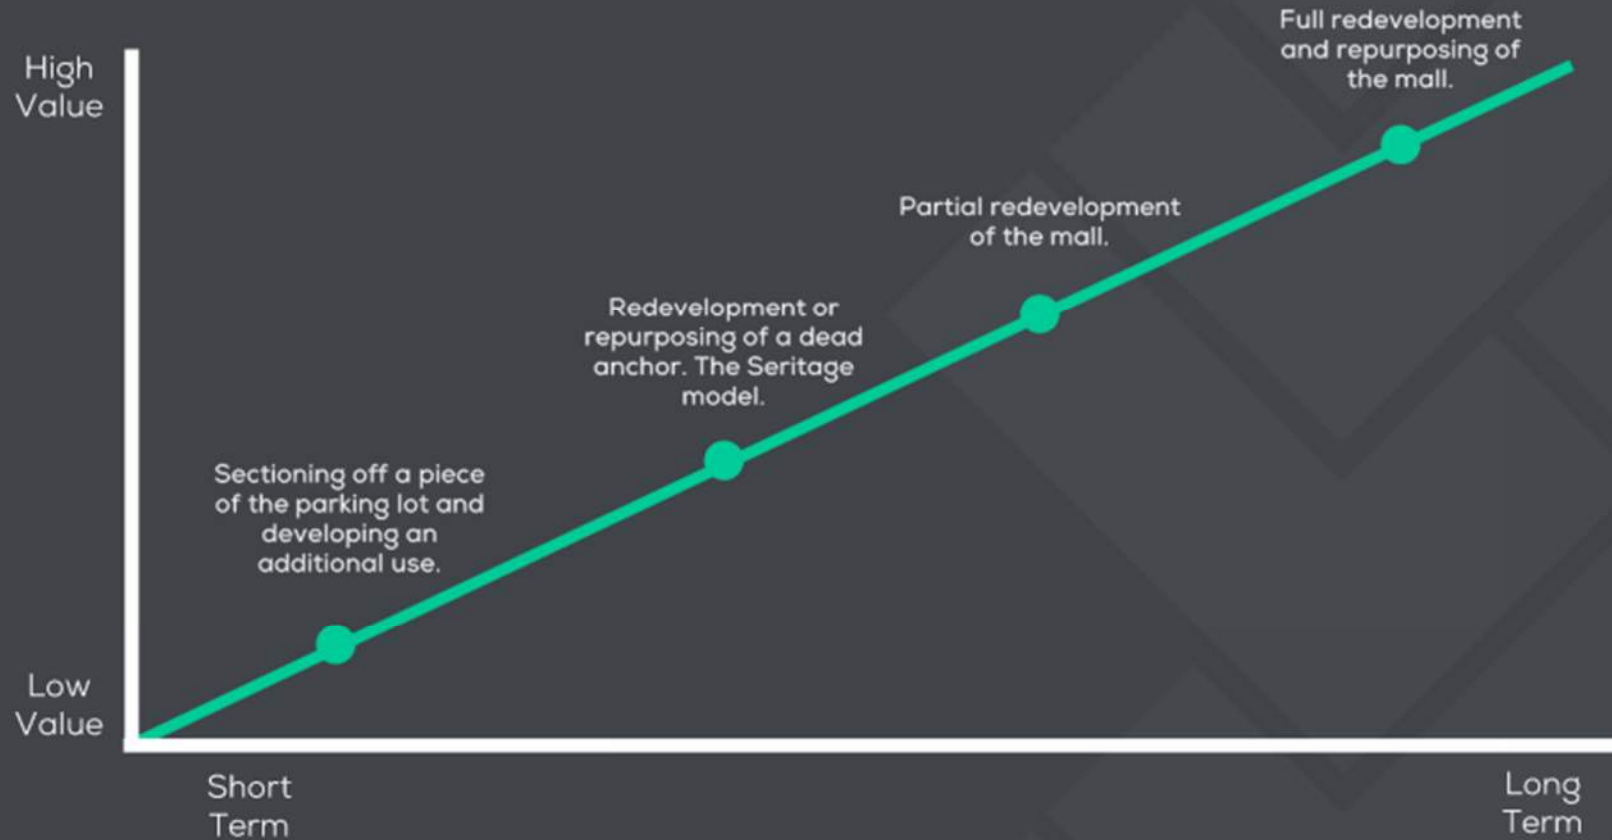 High
Value
Full redevelopment
and repurposing of
the mall.
Partial redevelopment
of the mall.
Redevelopment or
repurposing of a dead
anchor. The Seritage
model.
Sectioning off a piece
of the parking lot and
developing an
additional use.
Low
Value
Short
Term
Long
Term